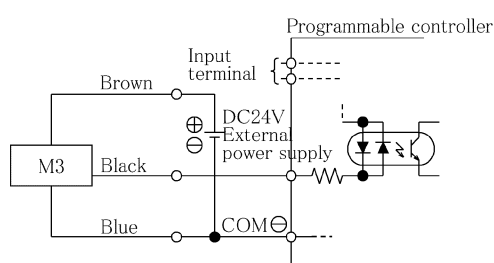 Programmable controller
Input
terminal
Brown
DC24V
⊕
External
⊖
power supply
M3
Black
Blue
COM⊖